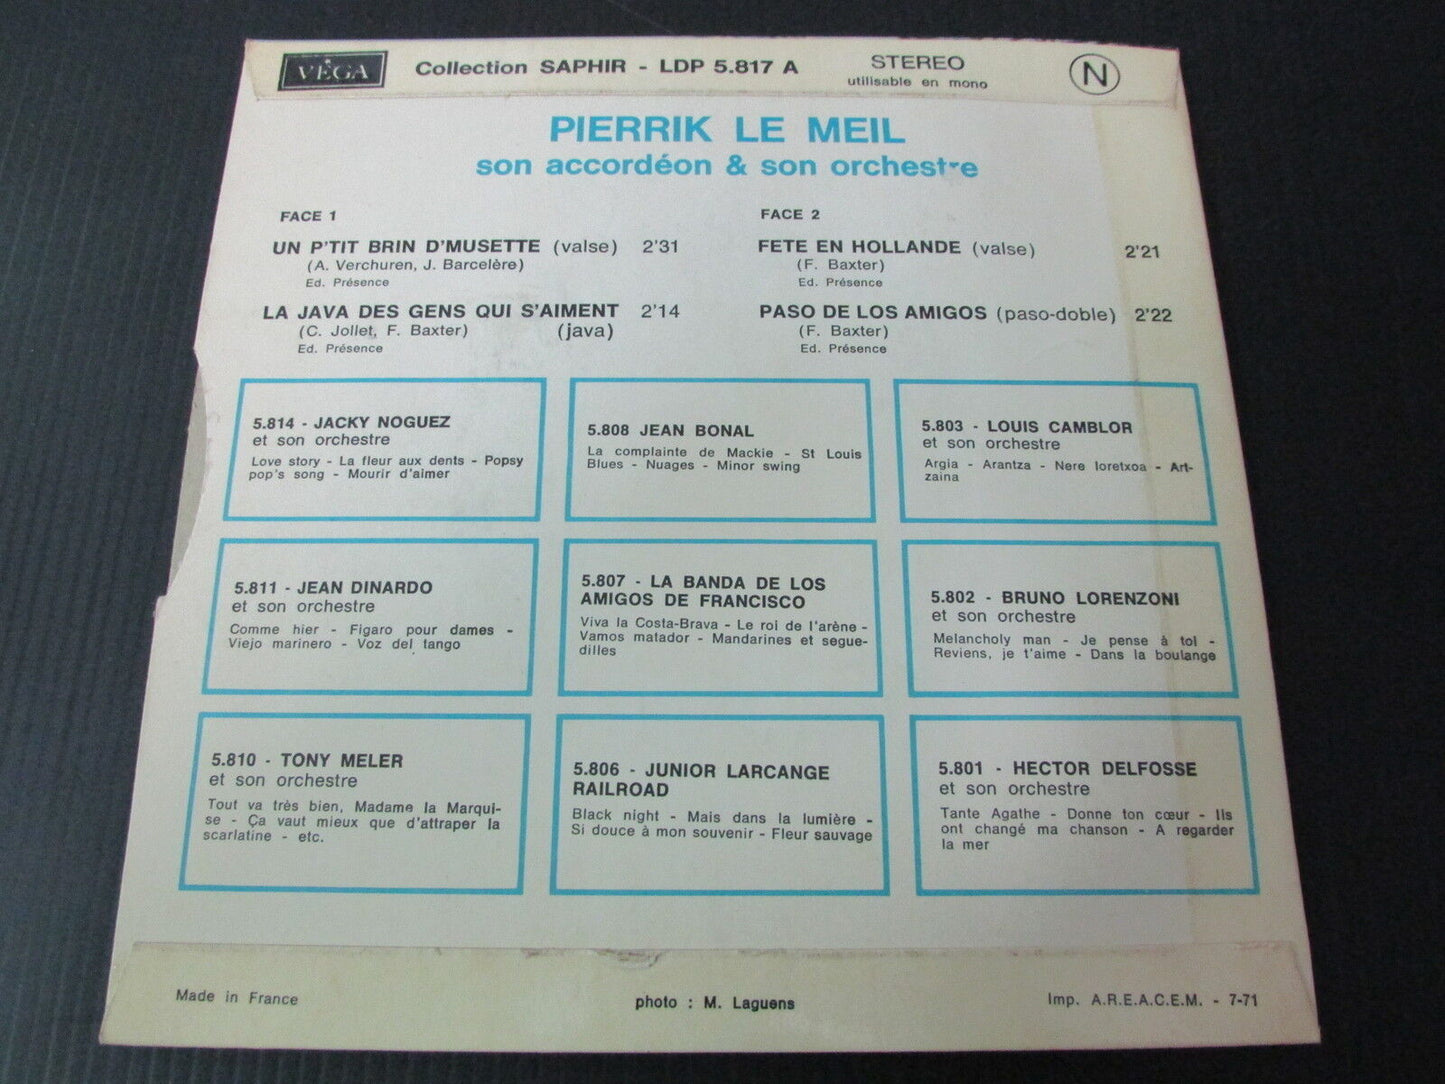 VÉGA Collection SAPHIR - LDP 5.817 A STEREO N
utilisable en mono
PIERRIK LE MEIL
son accordéon & son orchestre
FACE 1
UN P'TIT BRIN D'MUSETTE (valse) 2'31
(A. Verchuren, J. Barcelère)
Ed. Présence
LA JAVA DES GENS QUI S'AIMENT 2'14
(C. Jollet, F. Baxter) (java)
Ed. Présence
FACE 2
FETE EN HOLLANDE (valse) 2'21
(F. Baxter)
Ed. Présence
PASO DE LOS AMIGOS (paso-doble) 2'22
(F. Baxter)
Ed. Présence
5.814 - JACKY NOGUEZ
et son orchestre
Love story - La fleur aux dents - Popsy
pop's song - Mourir d'aimer
5.808 JEAN BONAL
La complainte de Mackie - St Louis
Blues - Nuages - Minor swing
5.803 - LOUIS CAMBLOR
et son orchestre
Argia - Arantza - Nere loretxoa - Art-
zaina
5.811 - JEAN DINARDO
et son orchestre
Comme hier - Figaro pour dames -
Viejo marinero - Voz del tango
5.807 - LA BANDA DE LOS
AMIGOS DE FRANCISCO
Viva la Costa-Brava - Le roi de l'arène -
Vamos matador - Mandarines et segue-
dilles
5.802 - BRUNO LORENZONI
et son orchestre
Melancholy man - Je pense à toi -
Reviens, je t'aime - Dans la boulange
5.810 - TONY MELER
et son orchestre
Tout va très bien, Madame la Marqui-
se - Ça vaut mieux que d'attraper la
scarlatine - etc.
5.806 - JUNIOR LARCANGE
RAILROAD
Black night - Mais dans la lumière -
Si douce à mon souvenir - Fleur sauvage
5.801 - HECTOR DELFOSSE
et son orchestre
Tante Agathe - Donne ton cœur - Ils
ont changé ma chanson - A regarder
la mer
Made in France
photo : M. Laguens
Imp. A.R.E.A.C.E.M. - 7-71